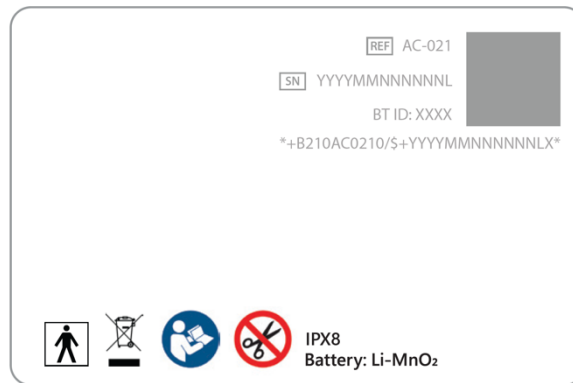 REF AC-021
SN YYYYMMNNNNNNL
BT ID: XXXX
*+B210AC0210/$+YYYYMMNNNNNNLX*
IPX8
Battery: Li-MnO₂